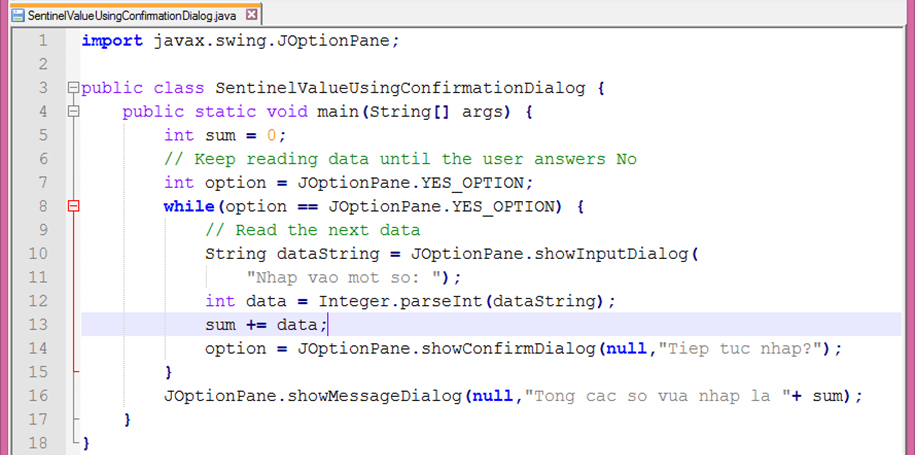 SentinelValueUsingConfirmationDialog.java
1 import javax.swing.JOptionPane;
2
3 public class SentinelValueUsingConfirmationDialog {
4 public static void main(String[] args) {
5 int sum = 0;
6 // Keep reading data until the user answers No
7 int option = JOptionPane.YES_OPTION;
8 while(option == JOptionPane.YES_OPTION) {
9 // Read the next data
10 String dataString = JOptionPane.showInputDialog(
11 "Nhap vao mot so: ");
12 int data = Integer.parseInt(dataString);
13 sum += data;
14 option = JOptionPane.showConfirmDialog(null,"Tiep tuc nhap?");
15 }
16 JOptionPane.showMessageDialog(null,"Tong cac so vua nhap la "+ sum);
17 }
18 }